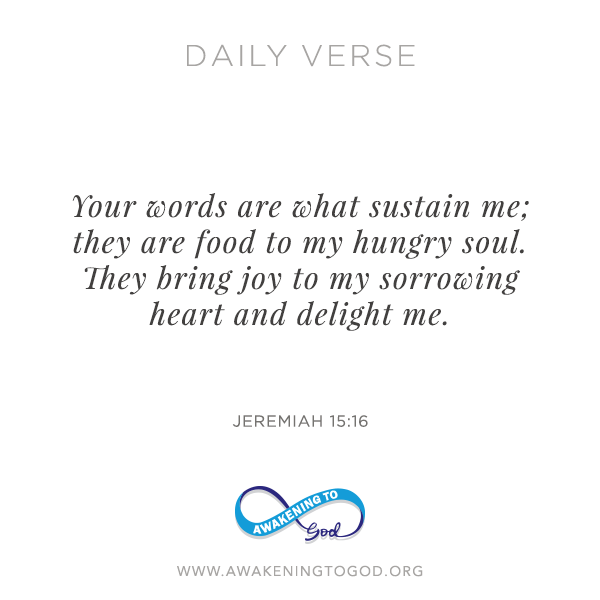 DAILY VERSE
Your words are what sustain me;
they are food to my hungry soul.
They bring joy to my sorrowing
heart and delight me.
JEREMIAH 15:16
AWAKENING TO
God
WWW.AWAKENINGTOGOD.ORG